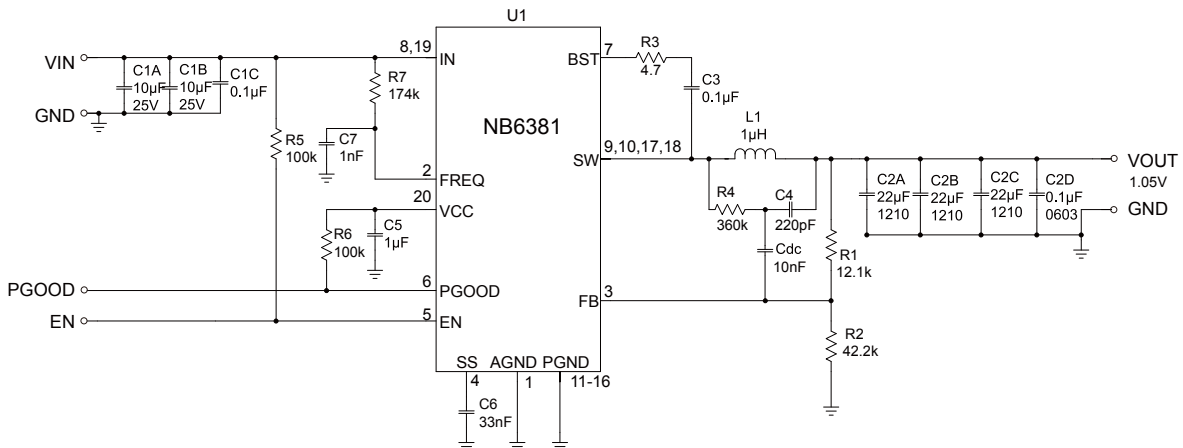 U1
NB6381
VIN
GND
C1A
10µF
25V
C1B
10µF
25V
C1C
0.1µF
R7
174k
C7
1nF
R5
100k
8,19
IN
2
FREQ
20
VCC
C5
1µF
R6
100k
PGOOD
6
PGOOD
EN
5
EN
SS
4
AGND
1
PGND
11-16
C6
33nF
BST
7
R3
4.7
C3
0.1µF
SW
9,10,17,18
L1
1µH
R4
360k
C4
220pF
Cdc
10nF
FB
3
R1
12.1k
R2
42.2k
C2A
22µF
1210
C2B
22µF
1210
C2C
22µF
1210
C2D
0.1µF
0603
VOUT
1.05V
GND